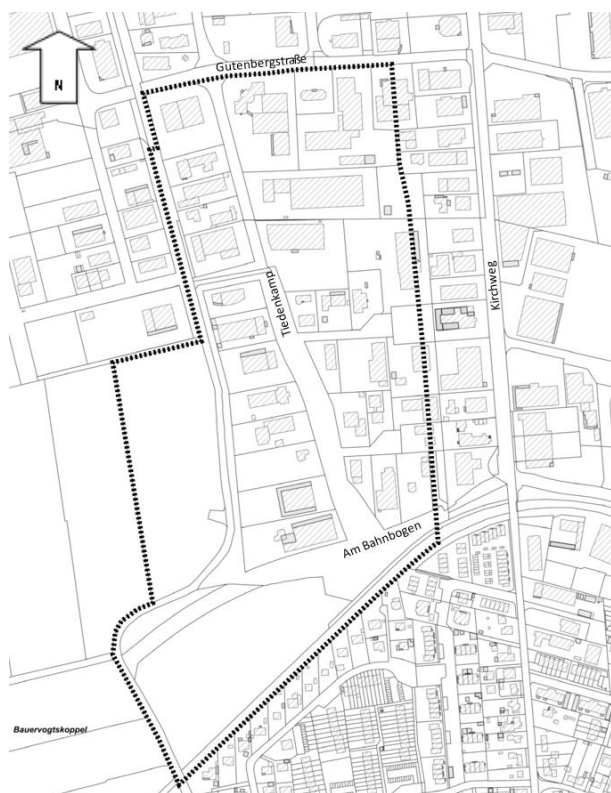 Gutenbergstraße
N
Tiedenkamp
Kirchweg
Am Bahnbogen
Bauervogtskoppel